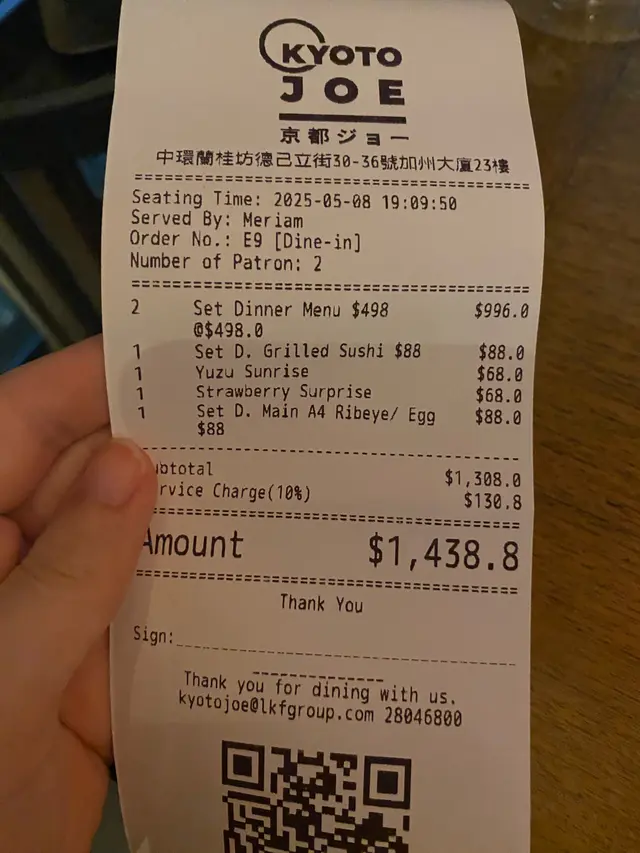 KYOTO
JOE
京都ジョー
中環蘭桂坊德己立街30-36號加州大廈23樓
Seating Time: 2025-05-08 19:09:50
Served By: Meriam
Order No.: E9 [Dine-in]
Number of Patron: 2
2 Set Dinner Menu $498 $996.0
@$498.0
1 Set D. Grilled Sushi $88 $88.0
1 Yuzu Sunrise $68.0
1 Strawberry Surprise $68.0
1 Set D. Main A4 Ribeye/ Egg $88.0
$88
ubtotal $1,308.0
rvice Charge(10%) $130.8
Amount $1,438.8
Thank You
Sign:
Thank you for dining with us.
kyotojoe@lkfgroup.com 28046800